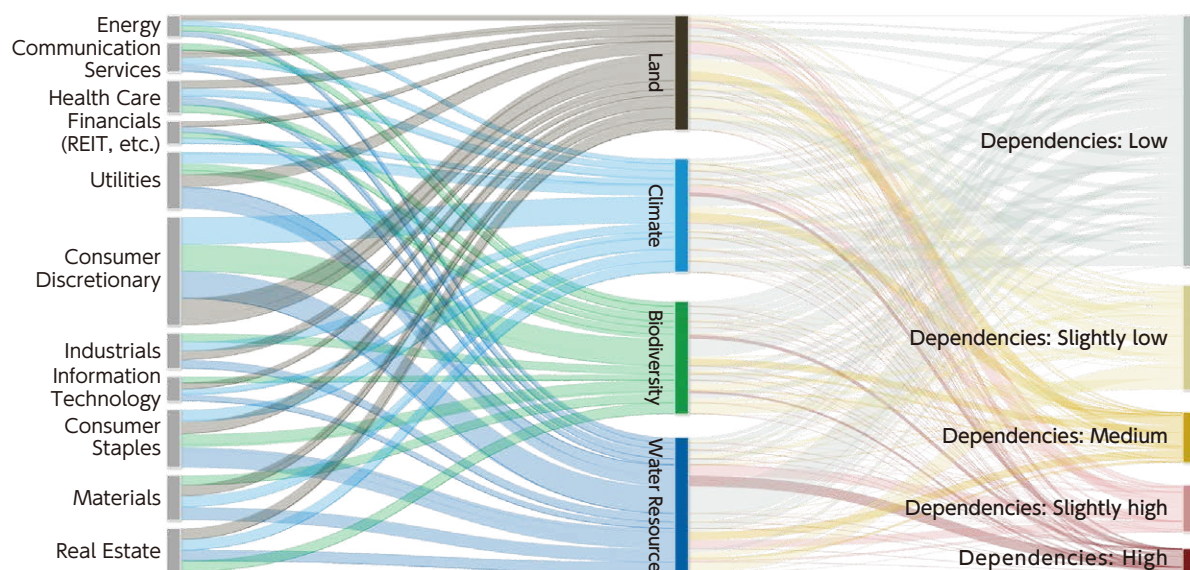 Energy
Communication
Services
Health Care
Financials
(REIT, etc.)
Utilities
Consumer
Discretionary
Industrials
Information
Technology
Consumer
Staples
Materials
Real Estate
Land
Climate
Biodiversity
Water Resource
Dependencies: Low
Dependencies: Slightly low
Dependencies: Medium
Dependencies: Slightly high
Dependencies: High